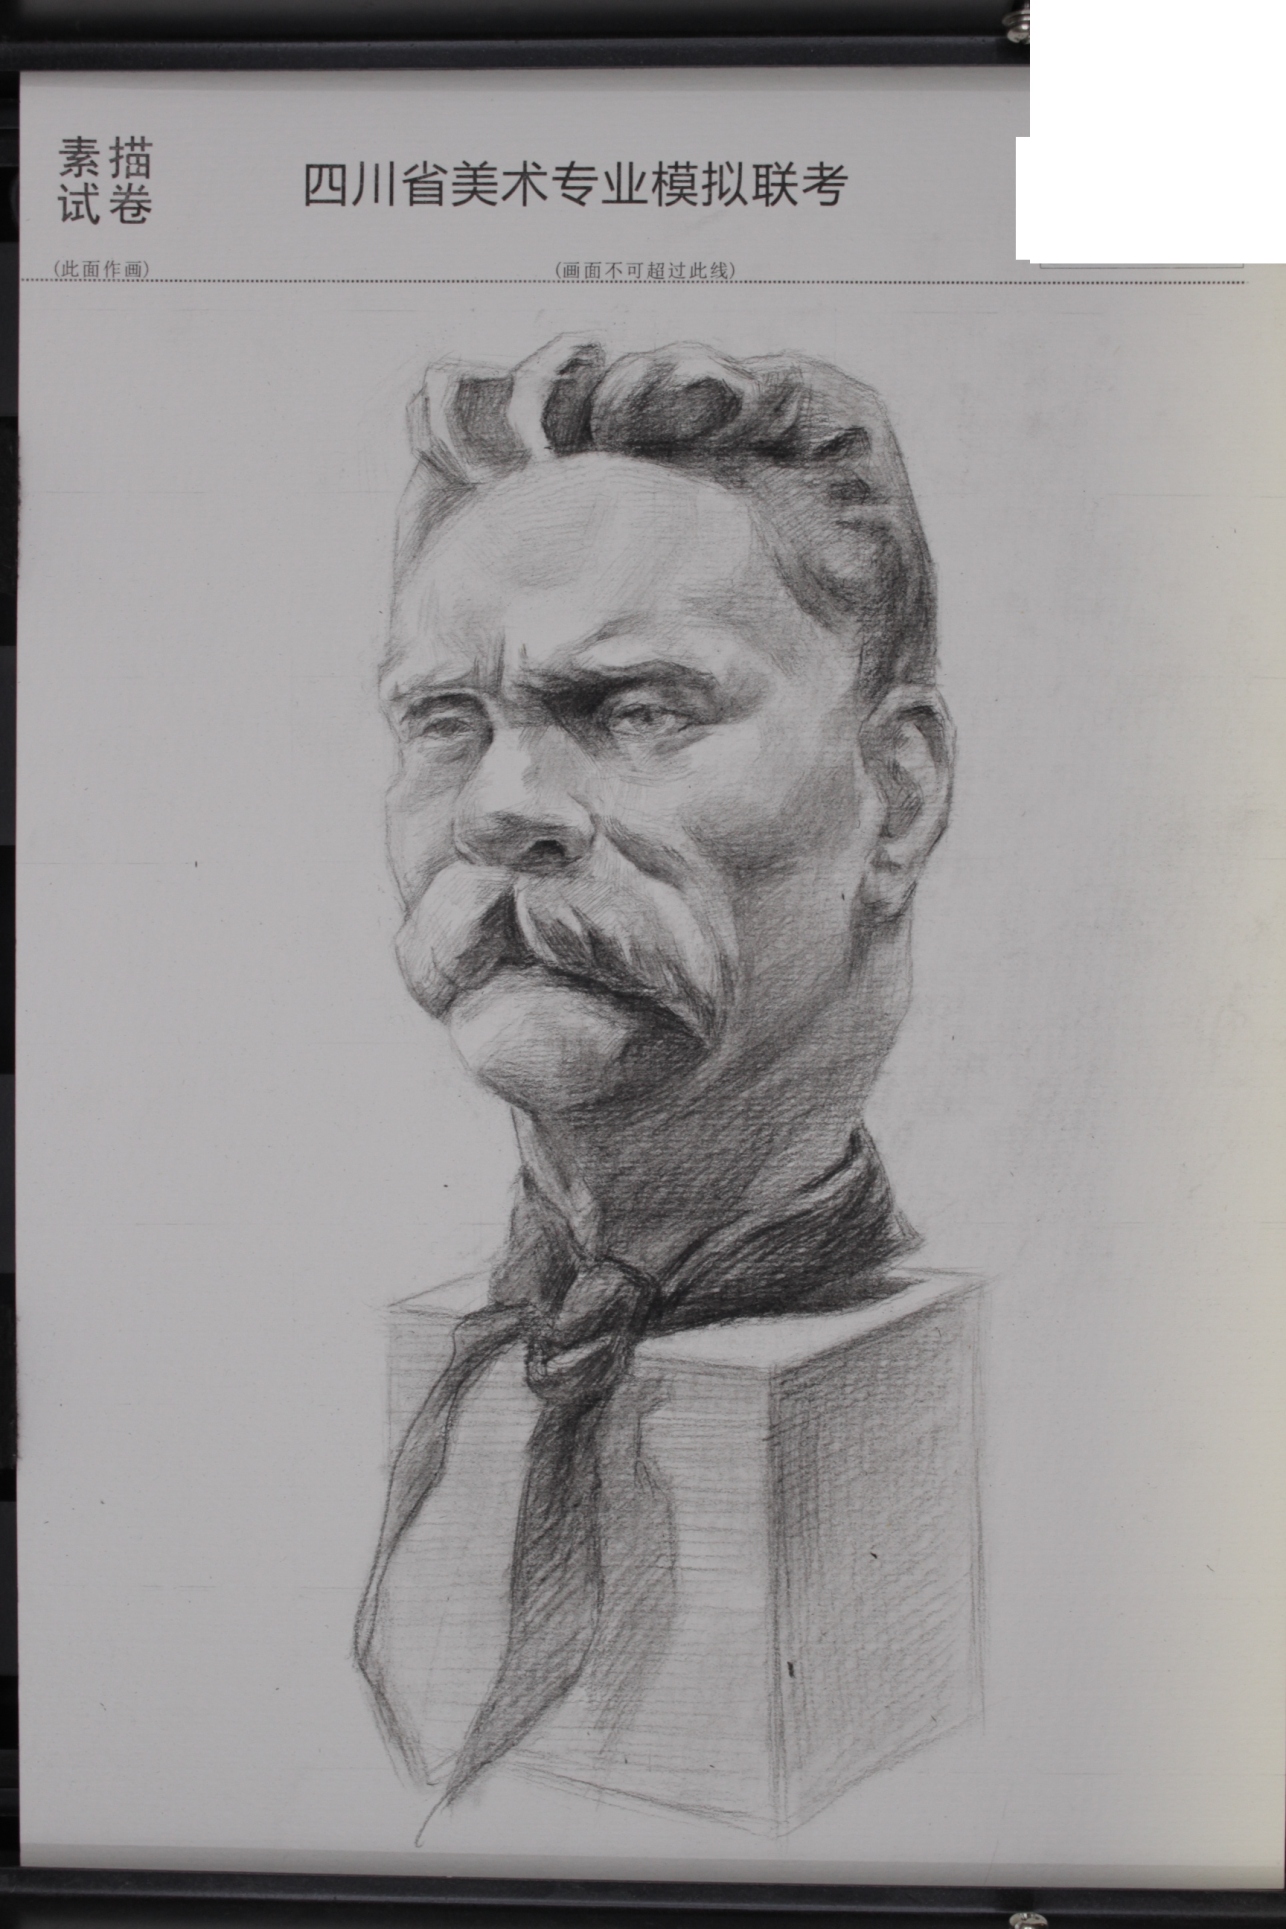 素描
试卷
四川省美术专业模拟联考
(此面作画)
(画面不可超过此线)